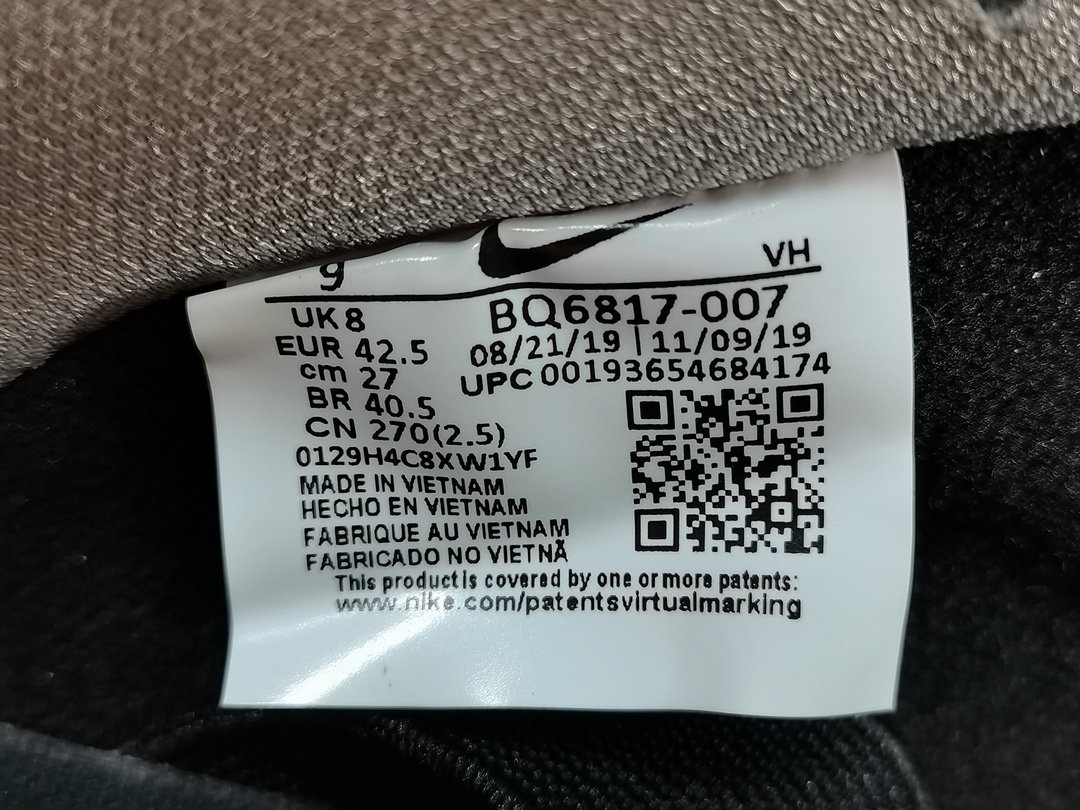 9 VH
UK 8 BQ6817-007
EUR 42.5 08/21/19 | 11/09/19
cm 27 UPC 00193654684174
BR 40.5
CN 270(2.5)
0129H4C8XW1YF
MADE IN VIETNAM
HECHO EN VIETNAM
FABRIQUE AU VIETNAM
FABRICADO NO VIETNÃ
This product is covered by one or more patents:
www.nike.com/patentsvirtualmarking